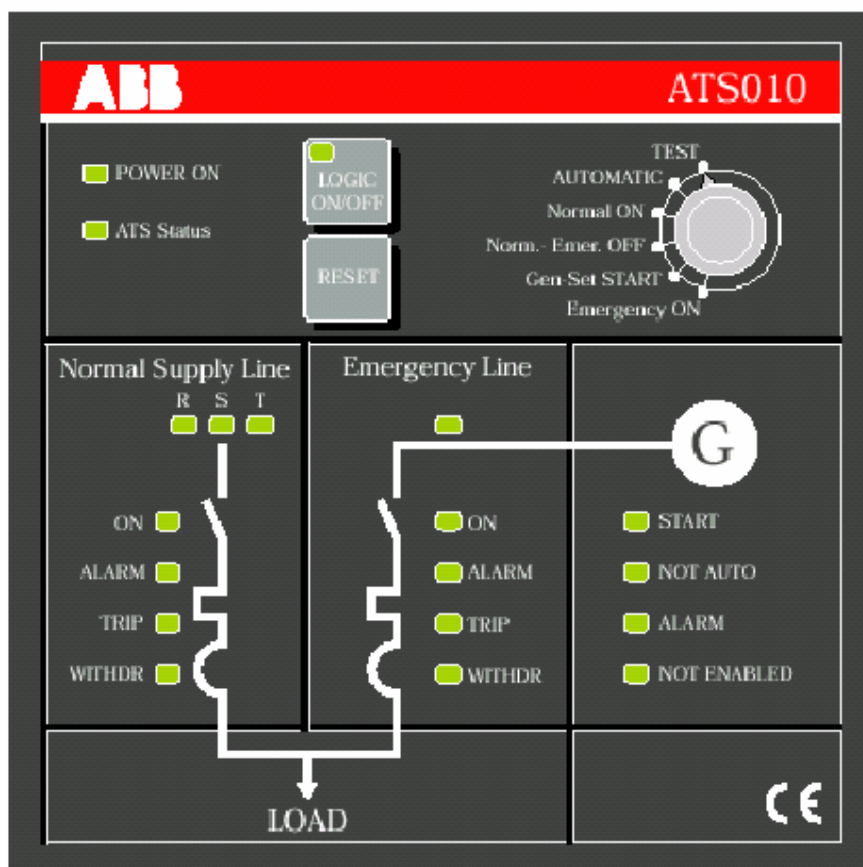 ABB ATS010
POWER ON
ATS Status
LOGIC
ON/OFF
RESET
TEST
AUTOMATIC
Normal ON
Norm.- Emer. OFF
Gen-Set START
Emergency ON
Normal Supply Line
R S T
ON
ALARM
TRIP
WITHDR
Emergency Line
ON
ALARM
TRIP
WITHDR
G
START
NOT AUTO
ALARM
NOT ENABLED
LOAD
CE